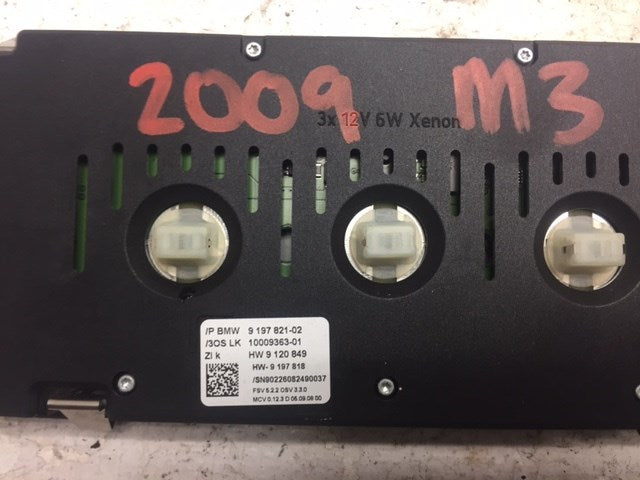 2009 M3
3x 12V 6W Xenon
/P BMW 9 197 821-02
/3OS LK 10009363-01
ZI k HW 9 120 849
HW- 9 197 818
/SN90226082490037
FSV 5.2.2 OSV 3.3.0
MCV 0.12.3 D 05.09.08 00